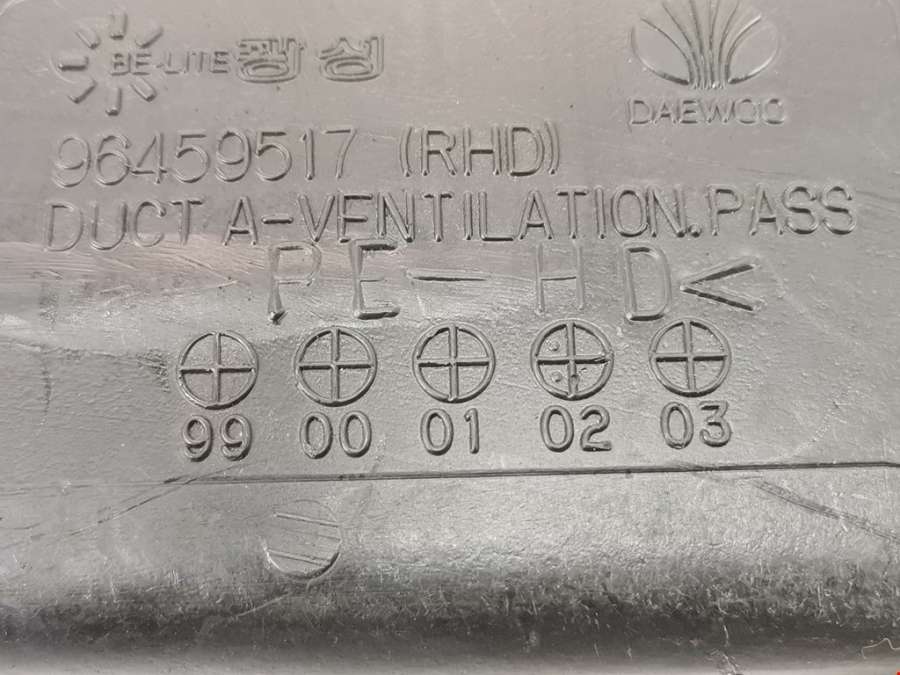 BE-LITE 광성
DAEWOO
96459517 (RHD)
DUCT A-VENTILATION.PASS
PE-HD<
99 00 01 02 03